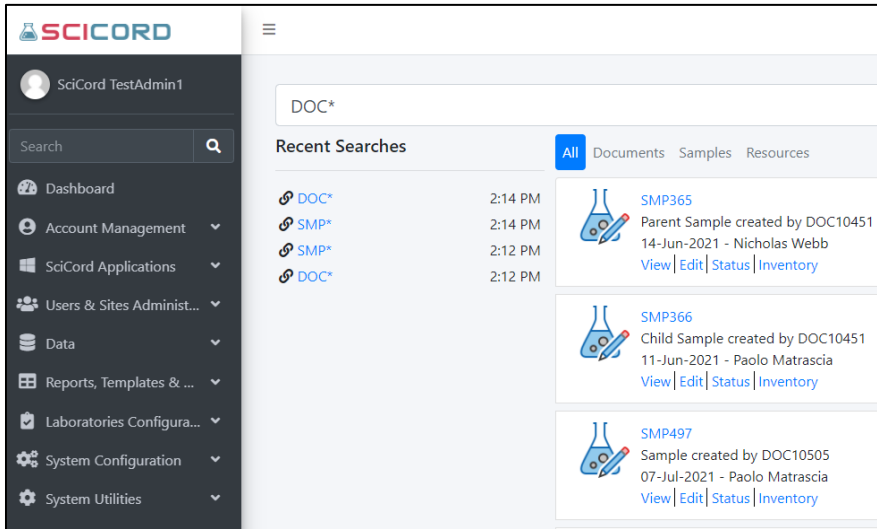 SCICORD
SciCord TestAdmin1
Search
Dashboard
Account Management
SciCord Applications
Users & Sites Administ...
Data
Reports, Templates & ...
Laboratories Configura...
System Configuration
System Utilities
DOC*
Recent Searches
DOC* 2:14 PM
SMP* 2:14 PM
SMP* 2:12 PM
DOC* 2:12 PM
All Documents Samples Resources
SMP365
Parent Sample created by DOC10451
14-Jun-2021 - Nicholas Webb
View| Edit| Status| Inventory
SMP366
Child Sample created by DOC10451
11-Jun-2021 - Paolo Matrascia
View| Edit| Status| Inventory
SMP497
Sample created by DOC10505
07-Jul-2021 - Paolo Matrascia
View| Edit| Status| Inventory